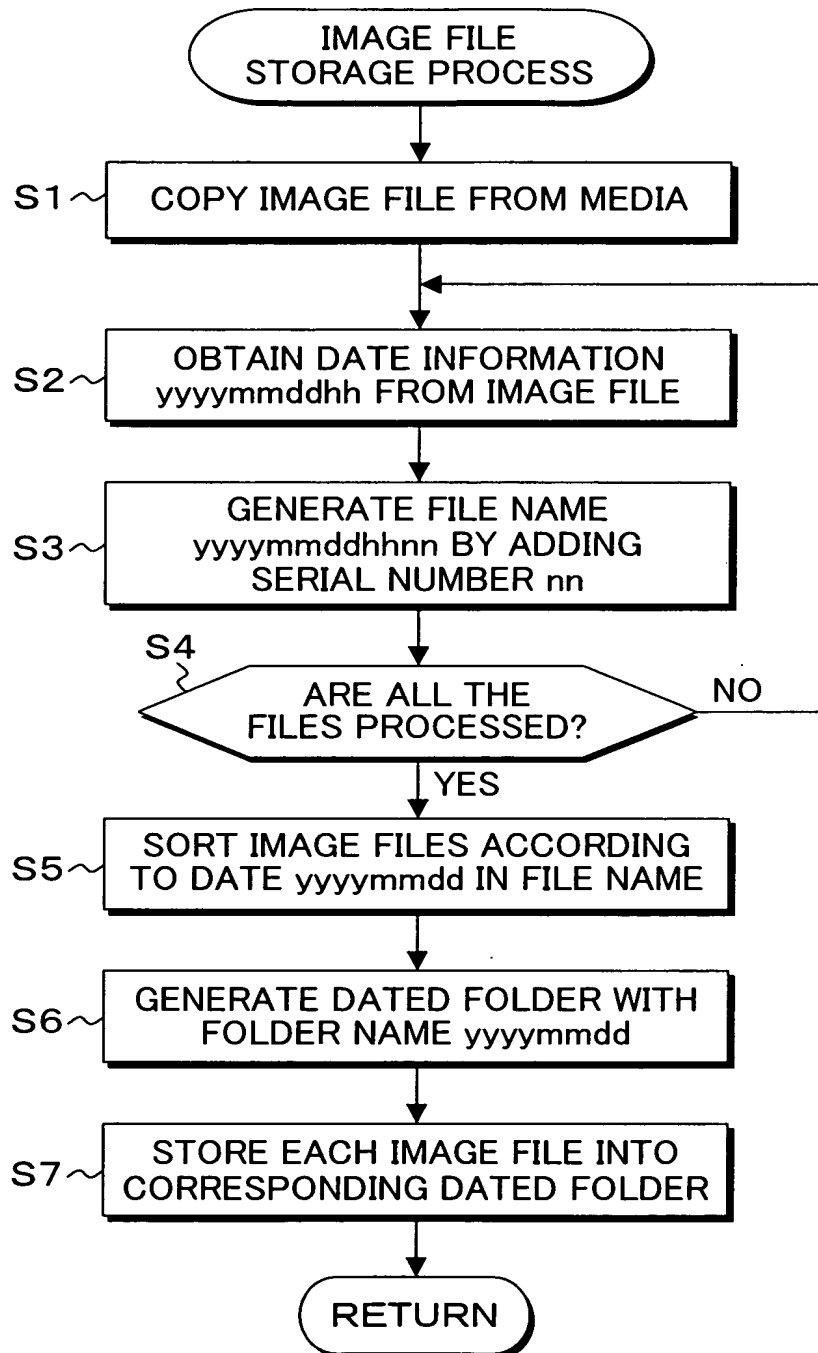 IMAGE FILE
STORAGE PROCESS
S1
COPY IMAGE FILE FROM MEDIA
S2
OBTAIN DATE INFORMATION
yyyymmddhh FROM IMAGE FILE
S3
GENERATE FILE NAME
yyyymmddhhnn BY ADDING
SERIAL NUMBER nn
S4
ARE ALL THE
FILES PROCESSED?
NO
YES
S5
SORT IMAGE FILES ACCORDING
TO DATE yyyymmdd IN FILE NAME
S6
GENERATE DATED FOLDER WITH
FOLDER NAME yyyymmdd
S7
STORE EACH IMAGE FILE INTO
CORRESPONDING DATED FOLDER
RETURN